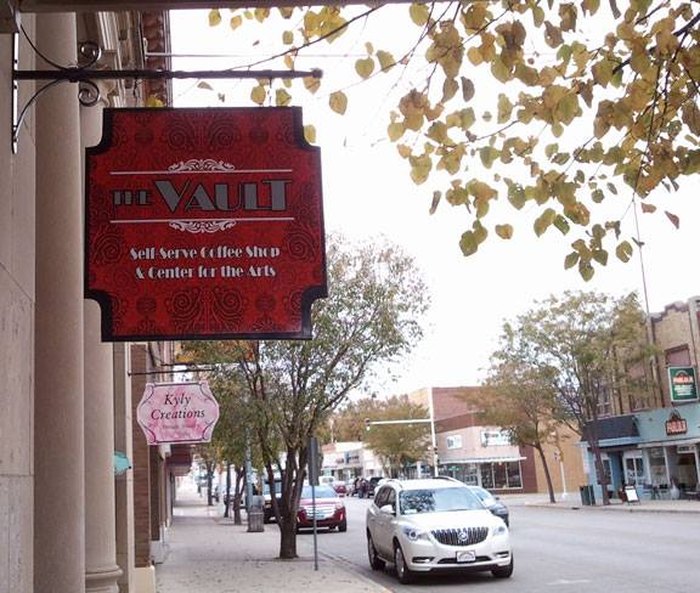 THE VAULT
Self-Serve Coffee Shop
& Center for the Arts
Kyly
Creations